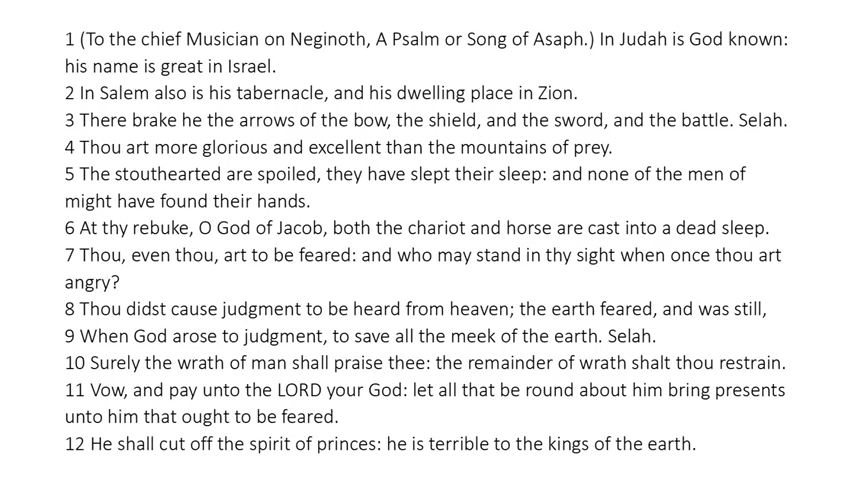 1 (To the chief Musician on Neginoth, A Psalm or Song of Asaph.) In Judah is God known:
his name is great in Israel.
2 In Salem also is his tabernacle, and his dwelling place in Zion.
3 There brake he the arrows of the bow, the shield, and the sword, and the battle. Selah.
4 Thou art more glorious and excellent than the mountains of prey.
5 The stouthearted are spoiled, they have slept their sleep: and none of the men of
might have found their hands.
6 At thy rebuke, O God of Jacob, both the chariot and horse are cast into a dead sleep.
7 Thou, even thou, art to be feared: and who may stand in thy sight when once thou art
angry?
8 Thou didst cause judgment to be heard from heaven; the earth feared, and was still,
9 When God arose to judgment, to save all the meek of the earth. Selah.
10 Surely the wrath of man shall praise thee: the remainder of wrath shalt thou restrain.
11 Vow, and pay unto the LORD your God: let all that be round about him bring presents
unto him that ought to be feared.
12 He shall cut off the spirit of princes: he is terrible to the kings of the earth.